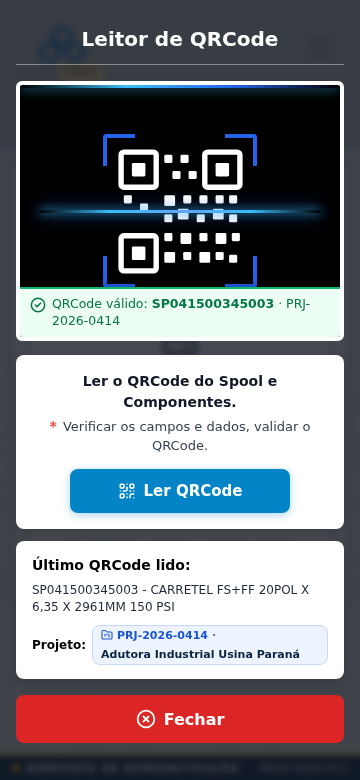 Leitor de QRCode
QRCode válido: SP041500345003 · PRJ-
2026-0414
Ler o QRCode do Spool e
Componentes.
* Verificar os campos e dados, validar o
QRCode.
Ler QRCode
Último QRCode lido:
SP041500345003 - CARRETEL FS+FF 20POL X
6,35 X 2961MM 150 PSI
Projeto: PRJ-2026-0414 ·
Adutora Industrial Usina Paraná
Fechar